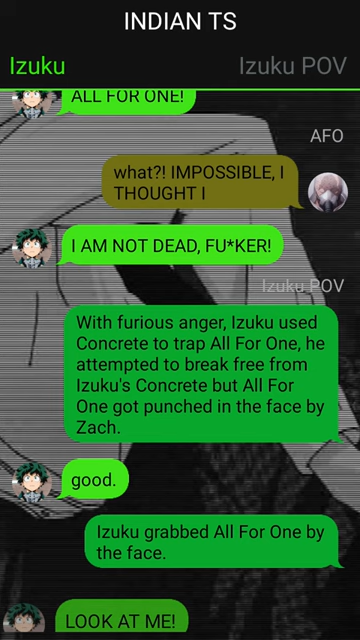 INDIAN TS
Izuku
Izuku POV
ALL FOR ONE!
AFO
what?! IMPOSSIBLE, I
THOUGHT I
I AM NOT DEAD, FU*KER!
Izuku POV
With furious anger, Izuku used
Concrete to trap All For One, he
attempted to break free from
Izuku's Concrete but All For
One got punched in the face by
Zach.
good.
Izuku grabbed All For One by
the face.
LOOK AT ME!